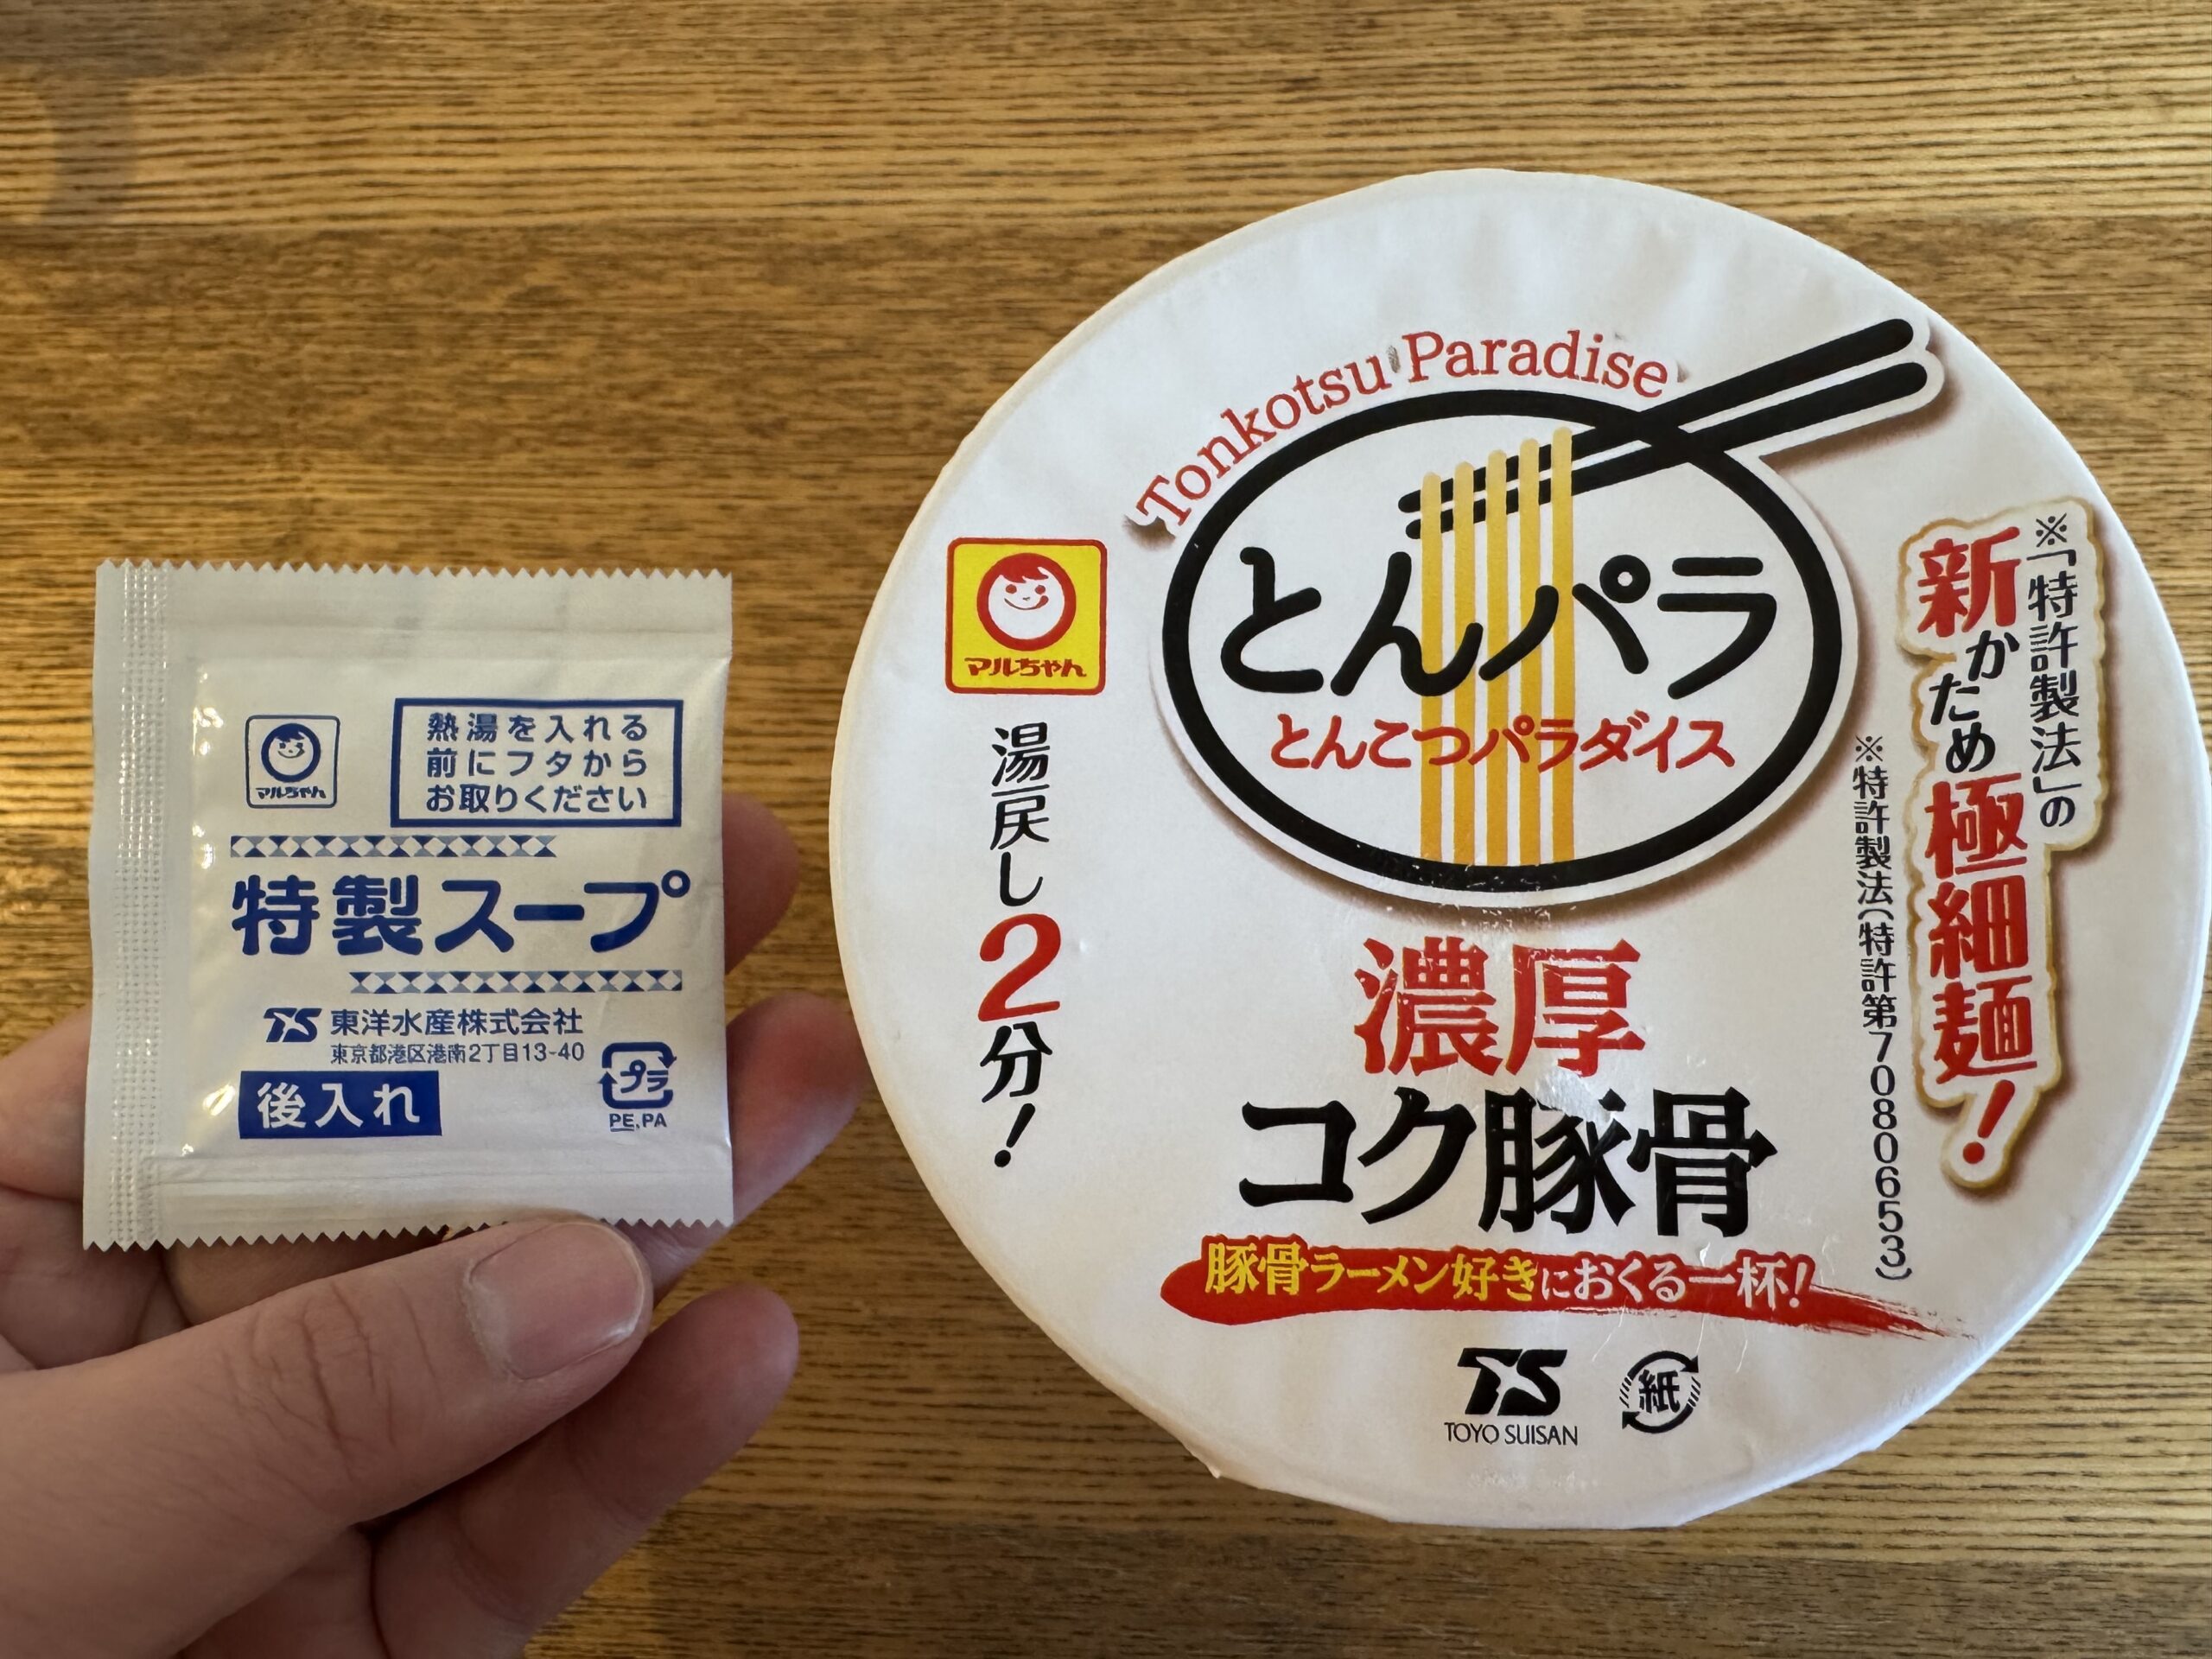 マルちゃん
熱湯を入れる
前にフタから
お取りください
特製スープ
TS 東洋水産株式会社
東京都港区港南2丁目13-40
後入れ
プラ
PE,PA
Tonkotsu Paradise
とんパラ
とんこつパラダイス
マルちゃん
湯戻し2分!
※「特許製法」の
新かため極細麺!
※特許製法(特許第7080653)
濃厚
コク豚骨
豚骨ラーメン好きにおくる一杯!
TS
TOYO SUISAN
紙